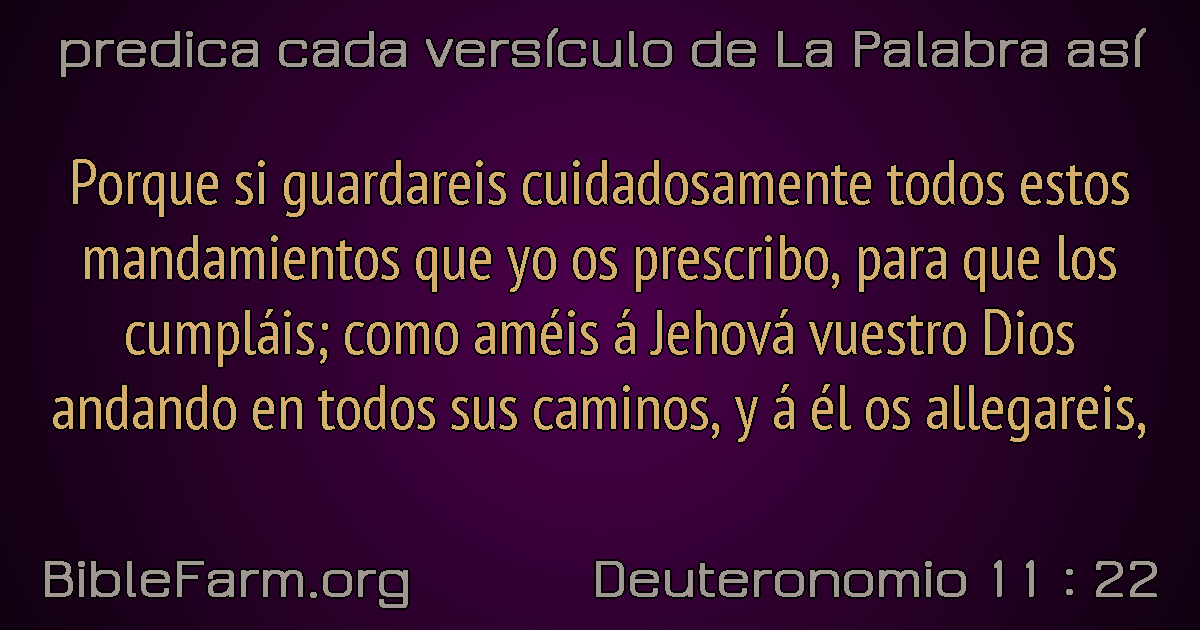 predica cada versículo de La Palabra así
Porque si guardareis cuidadosamente todos estos
mandamientos que yo os prescribo, para que los
cumpláis; como améis á Jehová vuestro Dios
andando en todos sus caminos, y á él os allegareis,
BibleFarm.org
Deuteronomio 11 : 22